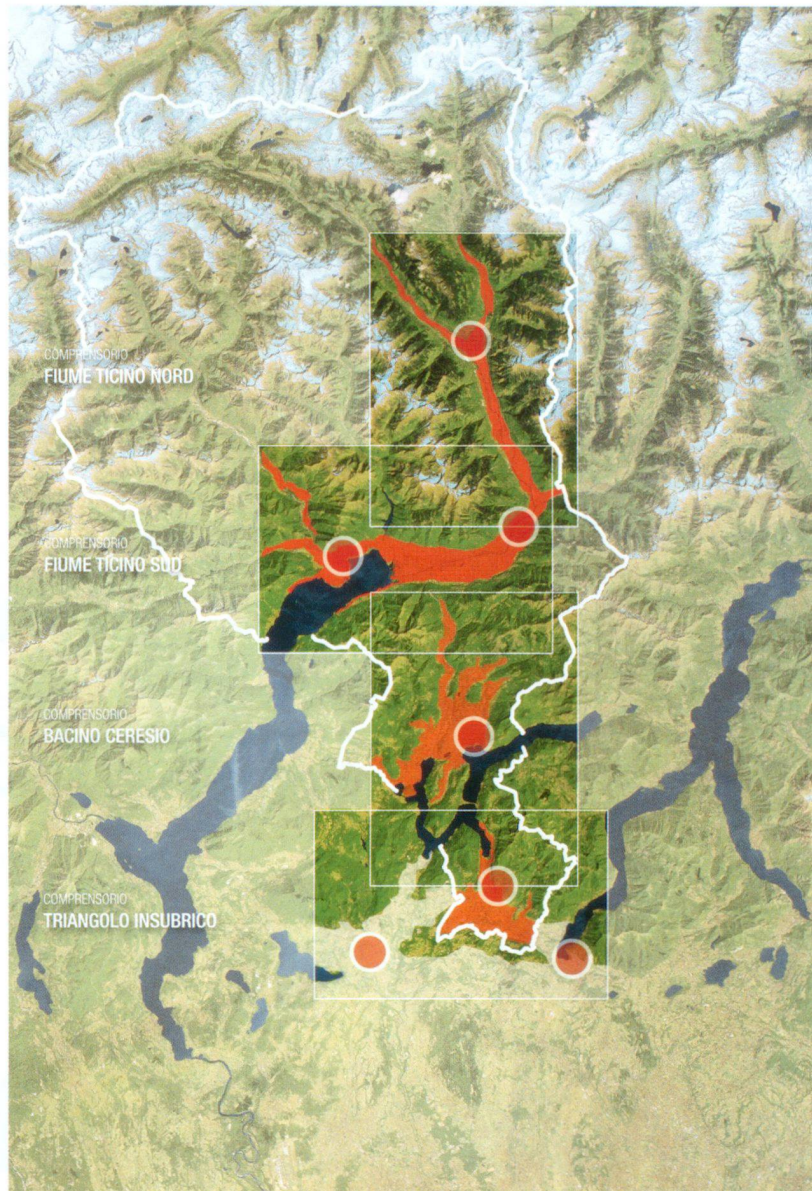 COMPRENSORIO
FIUME TICINO NORD
COMPRENSORIO
FIUME TICINO SUD
COMPRENSORIO
BACINO CERESIO
COMPRENSORIO
TRIANGOLO INSUBRICO